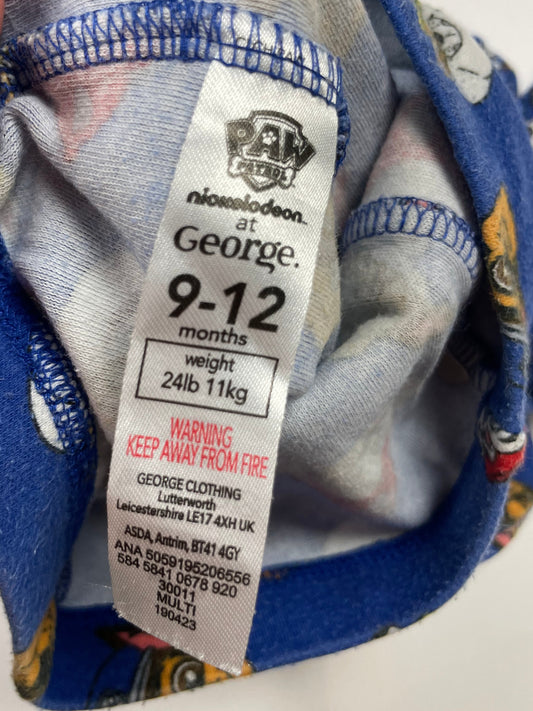 PAW
PATROL
nickelodeon™
at
George.
9-12
months
weight
24lb 11kg
WARNING
KEEP AWAY FROM FIRE
GEORGE CLOTHING
Lutterworth
Leicestershire LE17 4XH UK
ASDA, Antrim, BT41 4GY
ANA 5059195206556
584 5841 0678 920
30011
MULTI
190423